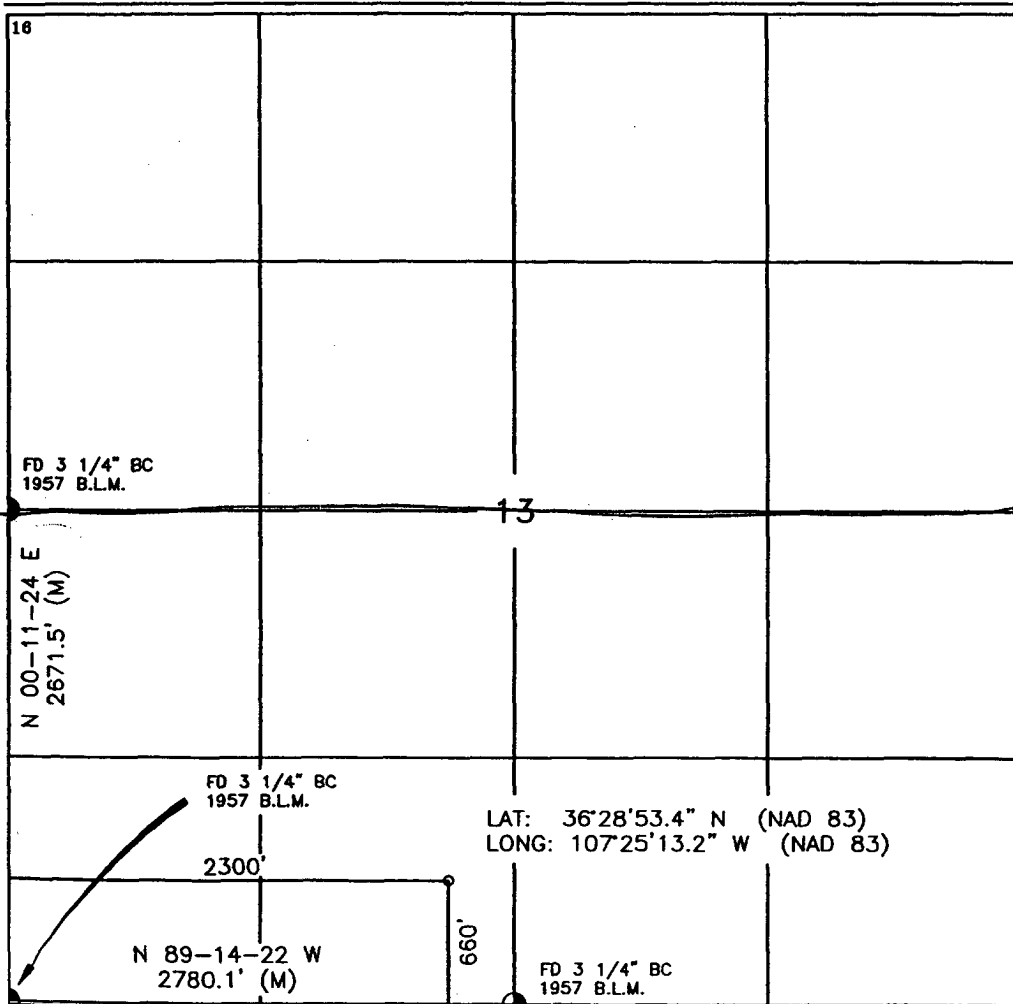 16
FD 3 1/4" BC
1957 B.L.M.
13
N 00-11-24 E
2671.5' (M)
FD 3 1/4" BC
1957 B.L.M.
LAT: 36°28'53.4" N (NAD 83)
LONG: 107°25'13.2" W (NAD 83)
2300'
660'
N 89-14-22 W
2780.1' (M)
FD 3 1/4" BC
1957 B.L.M.